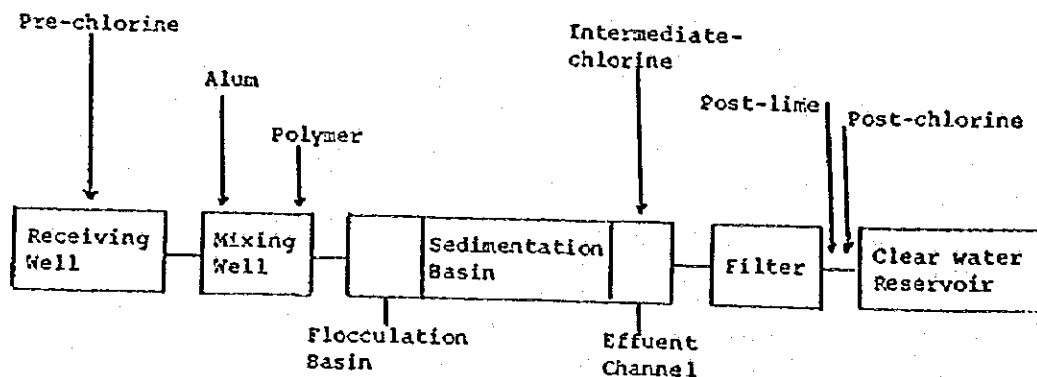 Pre-chlorine
Alum
Polymer
Intermediate-
chlorine
Post-lime
Post-chlorine
Receiving
Well
Mixing
Well
Sedimentation
Basin
Filter
Clear water
Reservoir
Flocculation
Basin
Effuent
Channel